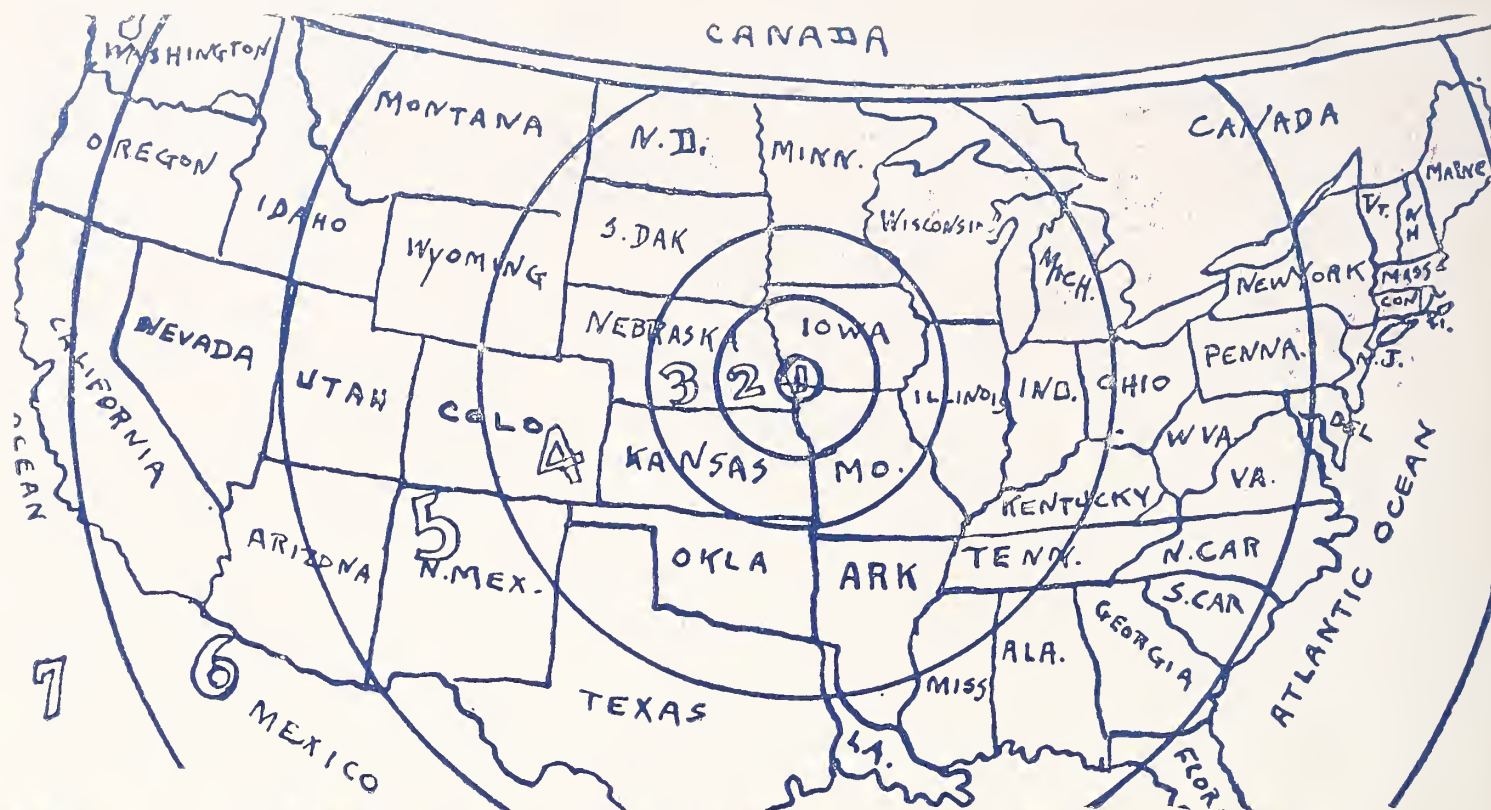 CANADA
8
WASHINGTON
MONTANA
N.D.
MINN.
CANADA
OREGON
MAINE
IDAHO
S.DAK
WISCONSIN
VT.
NH
WYOMING
MICH.
NEW YORK
MASS
CON
R.I.
NEBRASKA
IOWA
NEVADA
CALIFORNIA
PENNA.
N.J.
UTAH
3
2
1
ILLINOIS
IND.
OHIO
COLO
4
DEL
W VA.
KANSAS
MO.
VA.
OCEAN
KENTUCKY
5
ARIZONA
N.MEX.
OKLA
ARK
TENN.
N.CAR
S.CAR
GEORGIA
ATLANTIC OCEAN
7
6
ALA.
MISS
MEXICO
TEXAS
LA.
FLOR